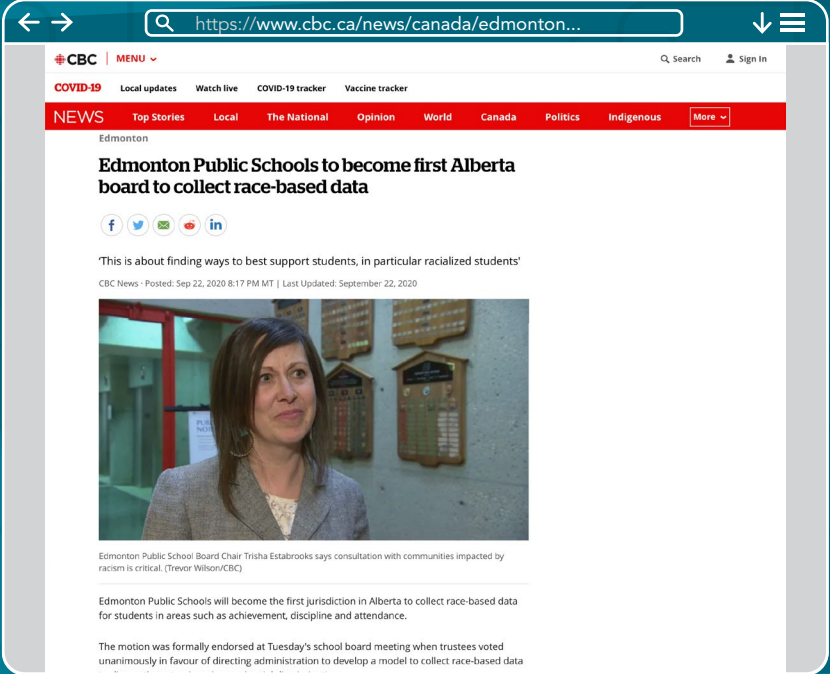 https://www.cbc.ca/news/canada/edmonton...
CBC MENU
Search Sign In
COVID-19 Local updates Watch live COVID-19 tracker Vaccine tracker
NEWS Top Stories Local The National Opinion World Canada Politics Indigenous More
Edmonton
Edmonton Public Schools to become first Alberta
board to collect race-based data
'This is about finding ways to best support students, in particular racialized students'
CBC News · Posted: Sep 22, 2020 8:17 PM MT | Last Updated: September 22, 2020
Edmonton Public School Board Chair Trisha Estabrooks says consultation with communities impacted by
racism is critical. (Trevor Wilson/CBC)
Edmonton Public Schools will become the first jurisdiction in Alberta to collect race-based data
for students in areas such as achievement, discipline and attendance.
The motion was formally endorsed at Tuesday's school board meeting when trustees voted
unanimously in favour of directing administration to develop a model to collect race-based data